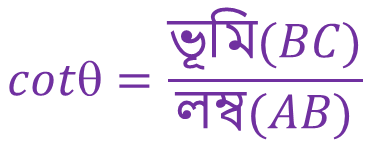 cotθ = ভূমি(BC) / লম্ব(AB)